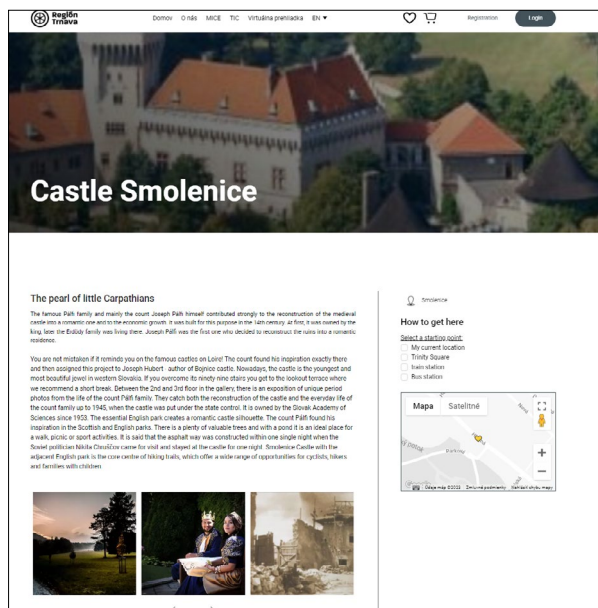 Región
Trnava
Domov O nás MICE TIC Virtuálna prehliadka EN ▼
Registration
Login
Castle Smolenice
The pearl of little Carpathians
The famous Pálfi family and mainly the count Joseph Pálfi himself contributed strongly to the reconstruction of the medieval
castle into a romantic one and to the economic growth. It was built for this purpose in the 14th century. At first, it was owned by the
king, later the Erdödy family was living there. Joseph Pálfi was the first one who decided to reconstruct the ruins into a romantic
residence.
You are not mistaken if it reminds you on the famous castles on Loire! The count found his inspiration exactly there
and then assigned this project to Joseph Hubert - author of Bojnice castle. Nowadays, the castle is the youngest and
most beautiful jewel in western Slovakia. If you overcome its ninety nine stairs you get to the lookout terrace where
we recommend a short break. Between the 2nd and 3rd floor in the gallery, there is an exposition of unique period
photos from the life of the count Pálfi family. They catch both the reconstruction of the castle and the everyday life of
the count family up to 1945, when the castle was put under the state control. It is owned by the Slovak Academy of
Sciences since 1953. The essential English park creates a romantic castle silhouette. The count Pálfi found his
inspiration in the Scottish and English parks. There is a plenty of valuable trees and with a pond it is an ideal place for
a walk, picnic or sport activities. It is said that the asphalt way was constructed within one single night when the
Soviet politician Nikita Chruščov came for visit and stayed at the castle for one night. Smolenice Castle with the
adjacent English park is the core centre of hiking trails, which offer a wide range of opportunities for cyclists, hikers
and families with children.
Smolenice
How to get here
Select a starting point:
My current location
Trinity Square
train station
Bus station
Mapa Satelitné
potok
Údaje máp ©2023 Zmluvné podmienky Nahlásiť chybu mapy